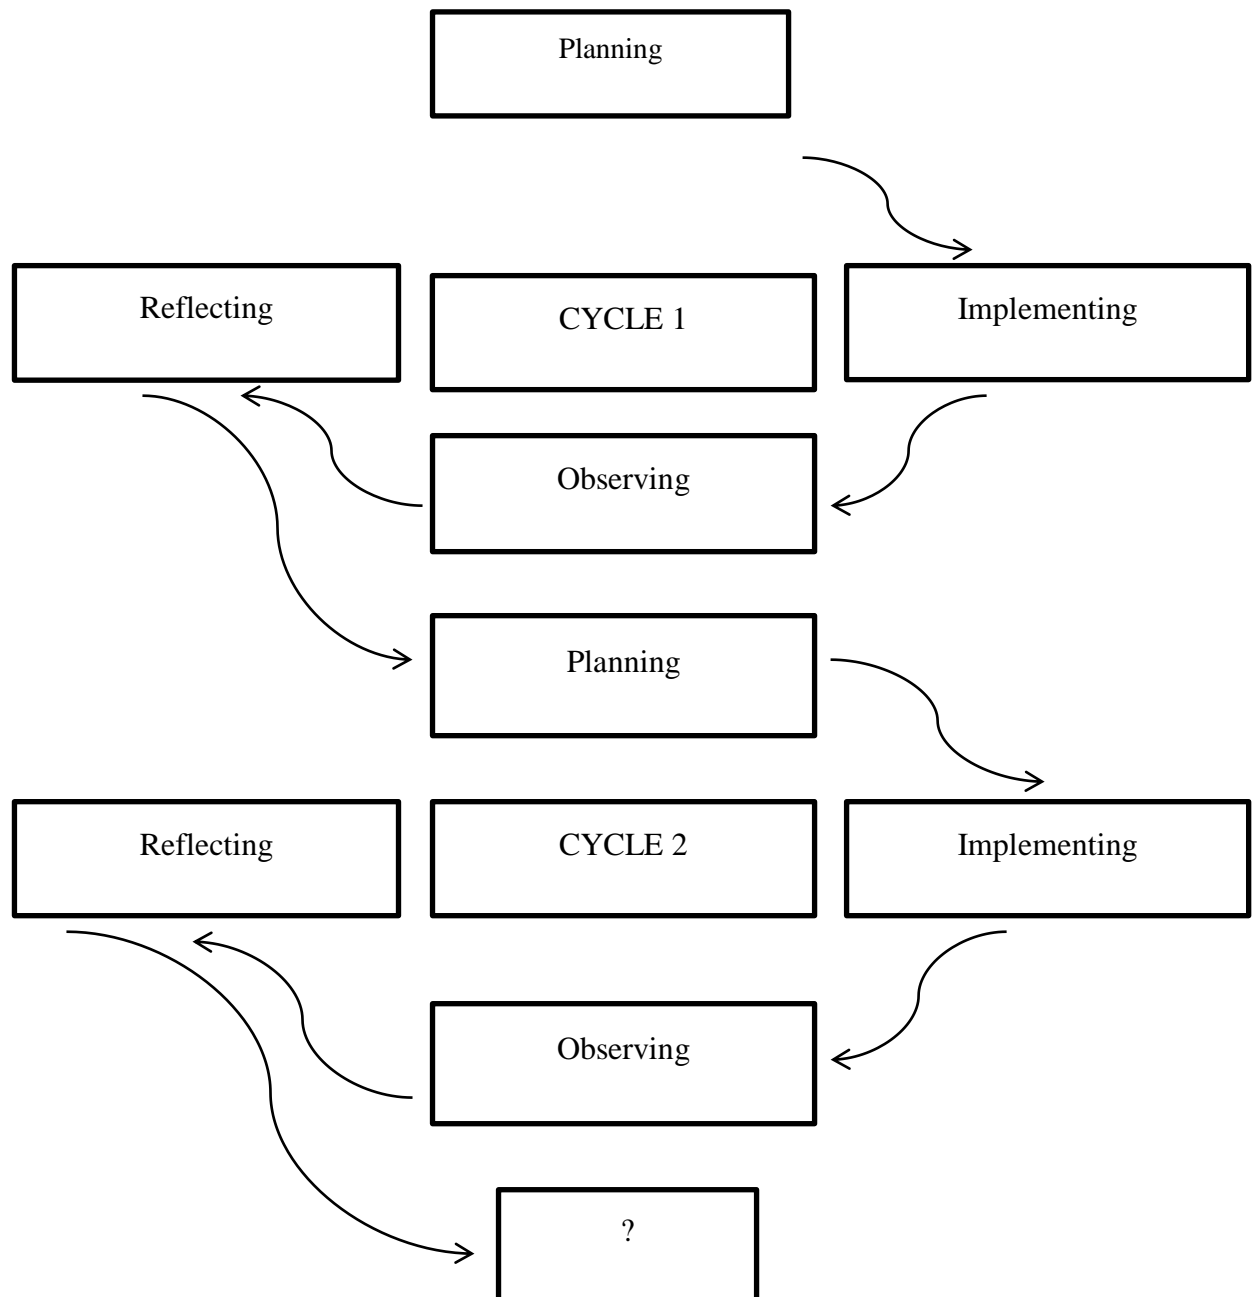 Planning
Reflecting
CYCLE 1
Implementing
Observing
Planning
Reflecting
CYCLE 2
Implementing
Observing
?